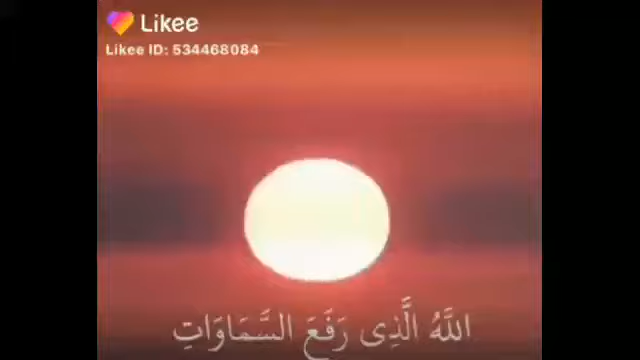 Likee
Likee ID: 534468084
اللَّهُ الَّذِى رَفَعَ السَّمَاوَاتِ